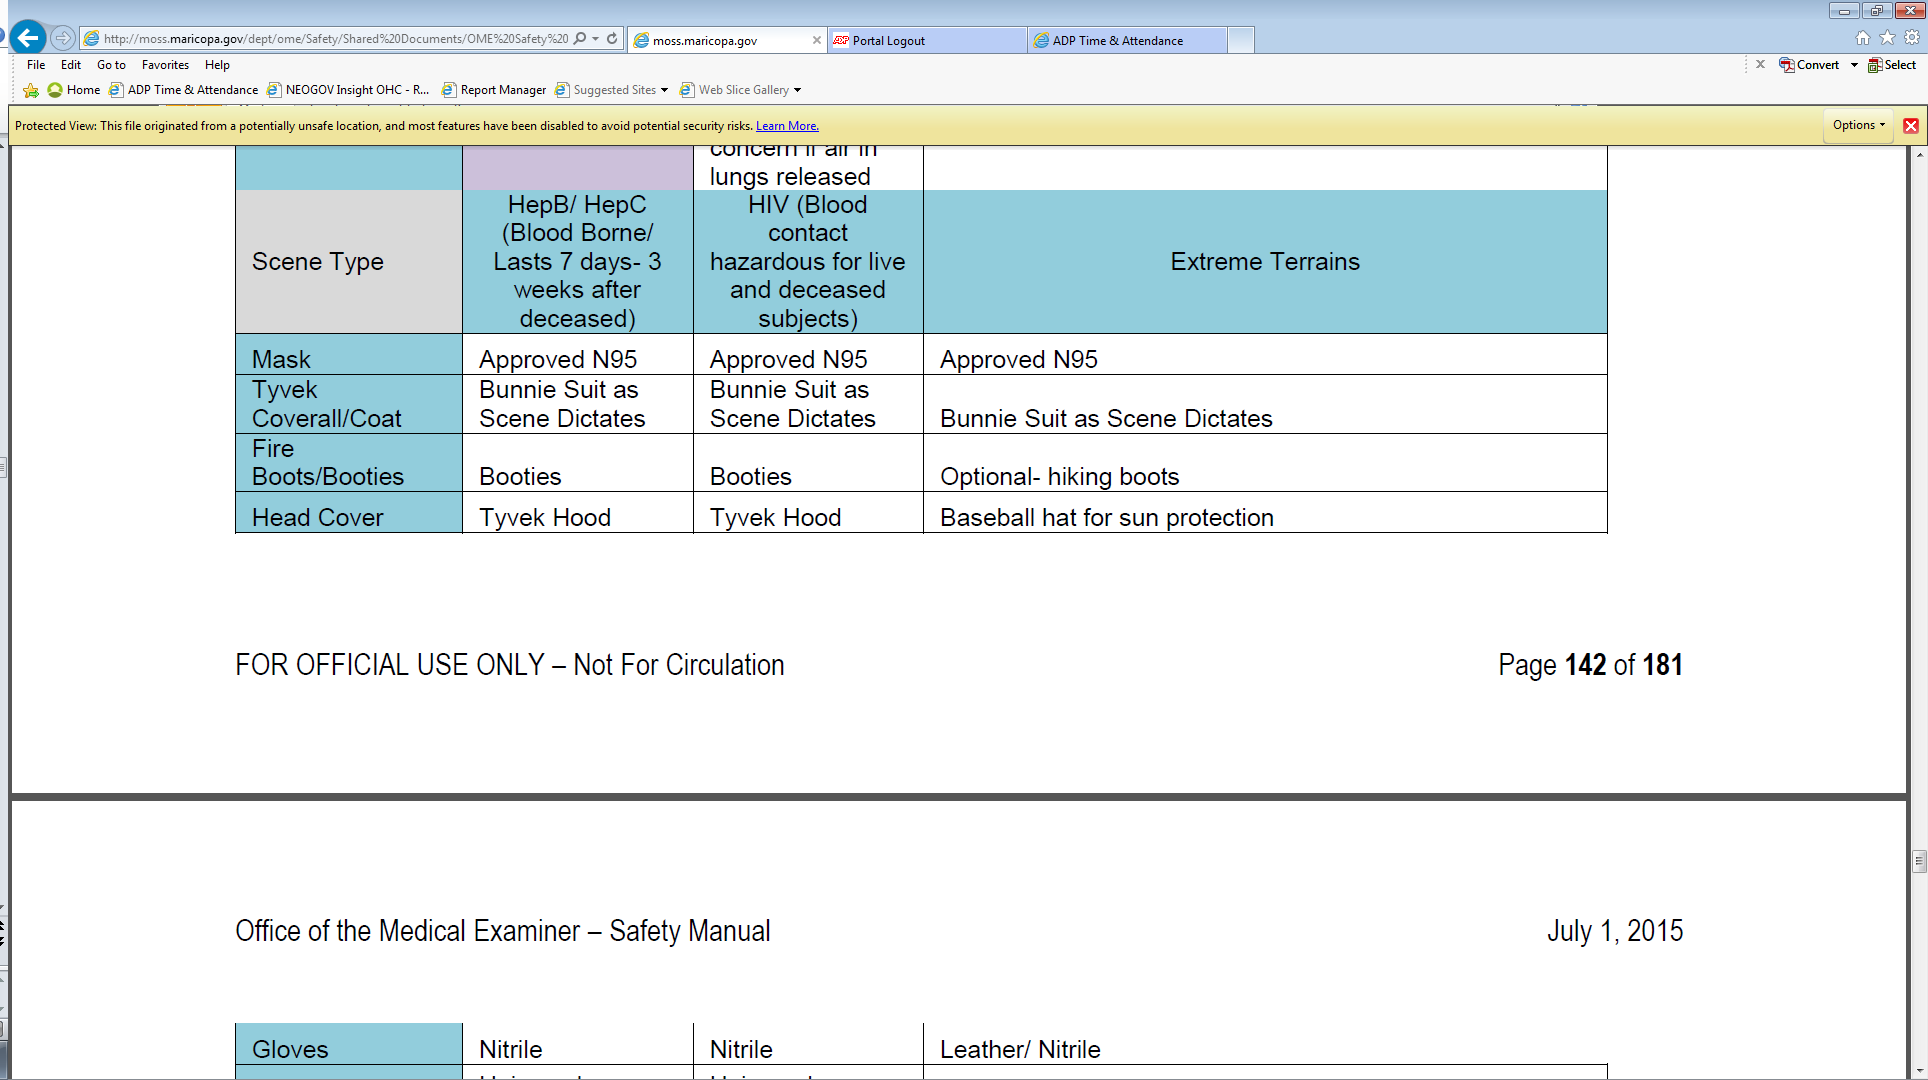 http://moss.maricopa.gov/dept/ome/Safety/Shared%20Documents/OME%20Safety%20
moss.maricopa.gov
Portal Logout
ADP Time & Attendance
File Edit Go to Favorites Help
Convert Select
Home ADP Time & Attendance NEOGOV Insight OHC - R... Report Manager Suggested Sites Web Slice Gallery
Protected View: This file originated from a potentially unsafe location, and most features have been disabled to avoid potential security risks. Learn More. Options
concern if air in
lungs released
Scene Type
HepB/ HepC
(Blood Borne/
Lasts 7 days- 3
weeks after
deceased)
HIV (Blood
contact
hazardous for live
and deceased
subjects)
Extreme Terrains
Mask Approved N95 Approved N95 Approved N95
Tyvek
Coverall/Coat
Bunnie Suit as
Scene Dictates
Bunnie Suit as
Scene Dictates
Bunnie Suit as Scene Dictates
Fire
Boots/Booties
Booties Booties Optional- hiking boots
Head Cover Tyvek Hood Tyvek Hood Baseball hat for sun protection
FOR OFFICIAL USE ONLY – Not For Circulation Page 142 of 181
Office of the Medical Examiner – Safety Manual July 1, 2015
Gloves Nitrile Nitrile Leather/ Nitrile